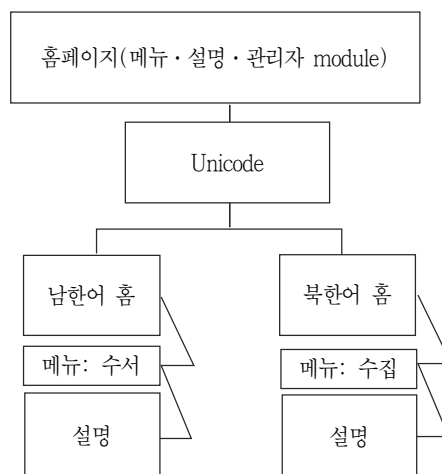 홈페이지(메뉴·설명·관리자 module)
Unicode
남한어 홈
북한어 홈
메뉴: 수서
메뉴: 수집
설명
설명